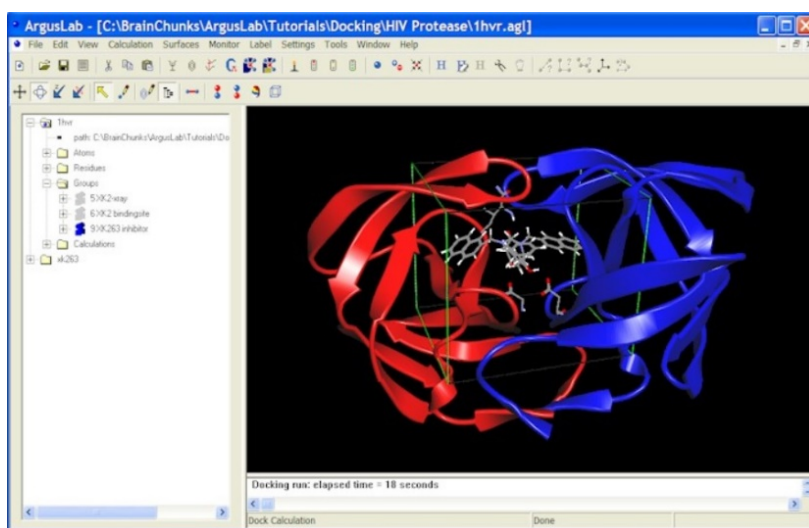 ArgusLab - [C:\BrainChunks\ArgusLab\Tutorials\Docking\HIV Protease\1hvr.agl]
File Edit View Calculation Surfaces Monitor Label Settings Tools Window Help
1hvr
path: C:\BrainChunks\ArgusLab\Tutorials\Do
Atoms
Residues
Groups
5 XK2-xray
6 XK2 bindingsite
9 XK263 inhibitor
Calculations
xk263
Docking run: elapsed time = 18 seconds
Dock Calculation Done